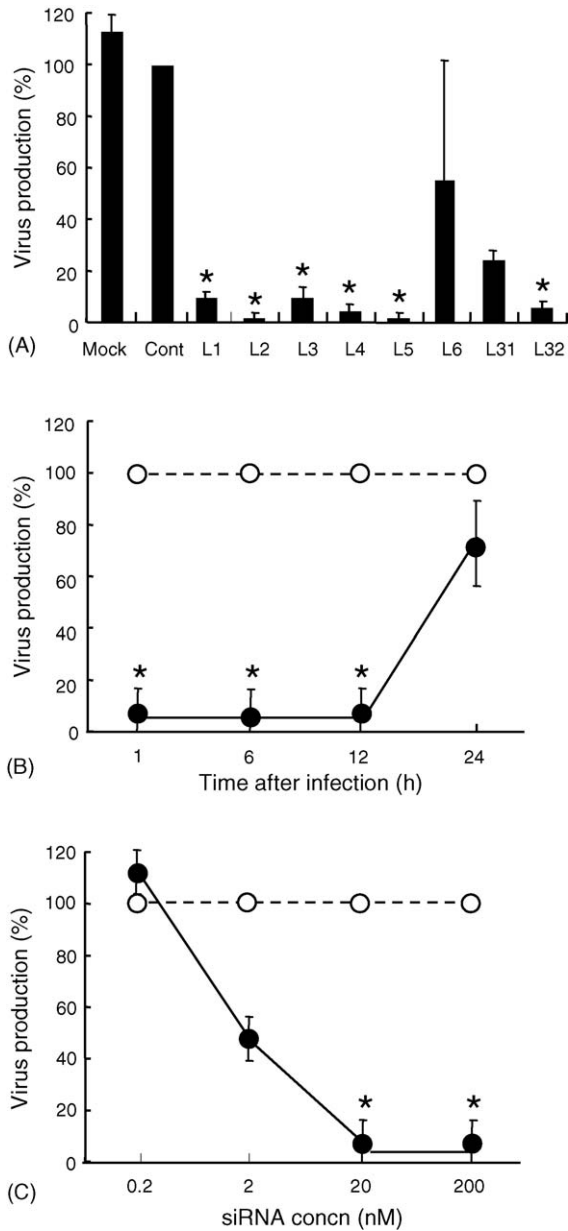 120
100
80
60
40
20
0
Virus production (%)
* * * * * *
Mock Cont L1 L2 L3 L4 L5 L6 L31 L32
(A)
120
100
80
60
40
20
0
Virus production (%)
* * *
1 6 12 24
Time after infection (h)
(B)
120
100
80
60
40
20
0
Virus production (%)
* *
0.2 2 20 200
siRNA concn (nM)
(C)